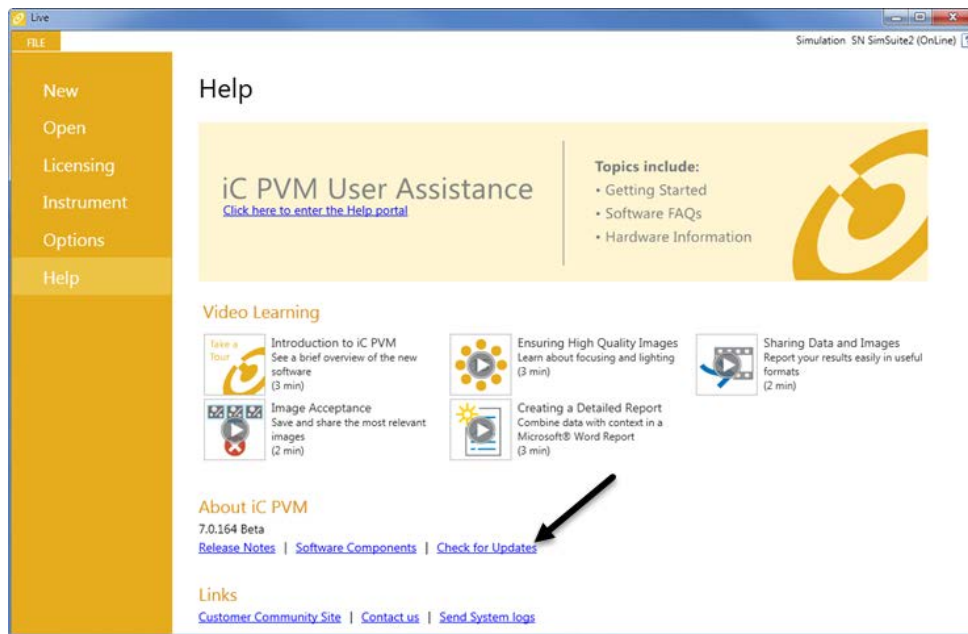 Live
FILE
Simulation SN SimSuite2 (OnLine)
New
Open
Licensing
Instrument
Options
Help
Help
iC PVM User Assistance
Click here to enter the Help portal
Topics include:
• Getting Started
• Software FAQs
• Hardware Information
Video Learning
Take a
Tour
Introduction to iC PVM
See a brief overview of the new
software
(3 min)
Ensuring High Quality Images
Learn about focusing and lighting
(3 min)
Sharing Data and Images
Report your results easily in useful
formats
(2 min)
Image Acceptance
Save and share the most relevant
images
(2 min)
Creating a Detailed Report
Combine data with context in a
Microsoft® Word Report
(3 min)
About iC PVM
7.0.164 Beta
Release Notes | Software Components | Check for Updates
Links
Customer Community Site | Contact us | Send System logs